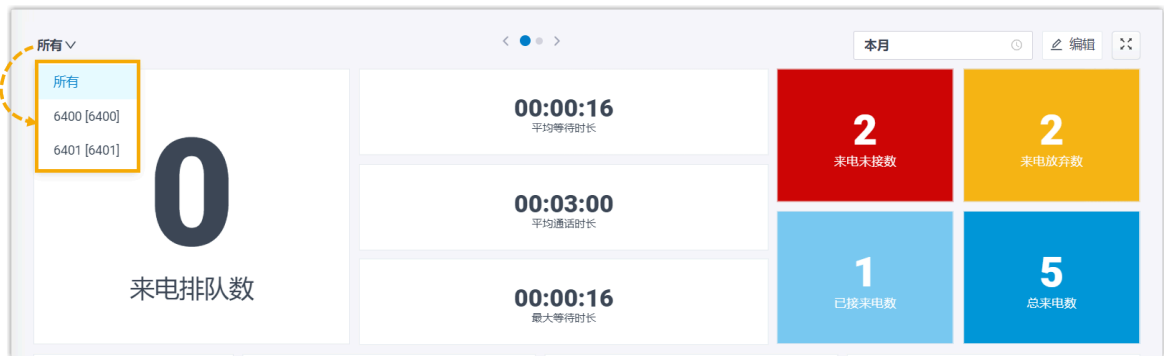 所有
本月
编辑
所有
6400 [6400]
6401 [6401]
0
来电排队数
00:00:16
平均等待时长
00:03:00
平均通话时长
00:00:16
最大等待时长
2
来电未接数
2
来电放弃数
1
已接来电数
5
总来电数